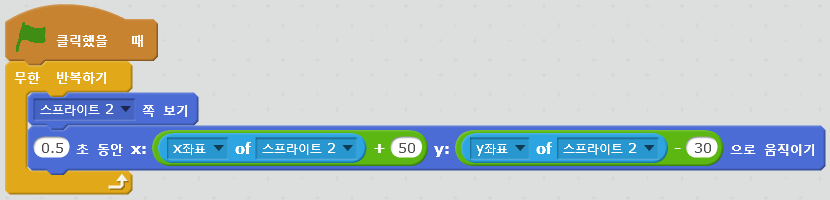 클릭했을 때
무한 반복하기
스프라이트 2 쪽 보기
0.5 초 동안 x: x좌표 of 스프라이트 2 + 50 y: y좌표 of 스프라이트 2 - 30 으로 움직이기